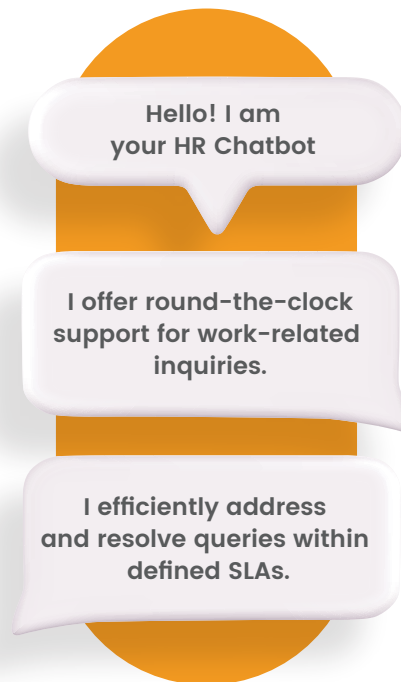 Hello! I am
your HR Chatbot
I offer round-the-clock
support for work-related
inquiries.
I efficiently address
and resolve queries within
defined SLAs.